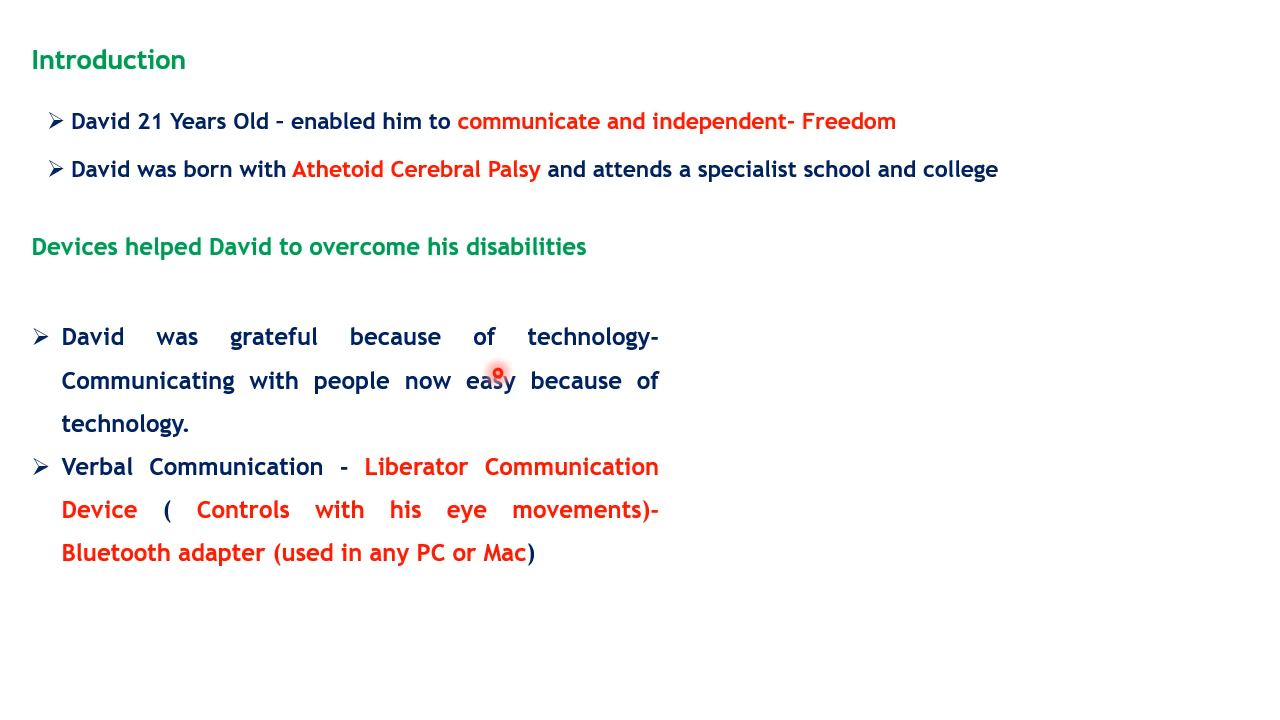 Introduction
➢ David 21 Years Old – enabled him to communicate and independent- Freedom
➢ David was born with Athetoid Cerebral Palsy and attends a specialist school and college
Devices helped David to overcome his disabilities
➢ David was grateful because of technology-
Communicating with people now easy because of
technology.
➢ Verbal Communication - Liberator Communication
Device ( Controls with his eye movements)-
Bluetooth adapter (used in any PC or Mac)